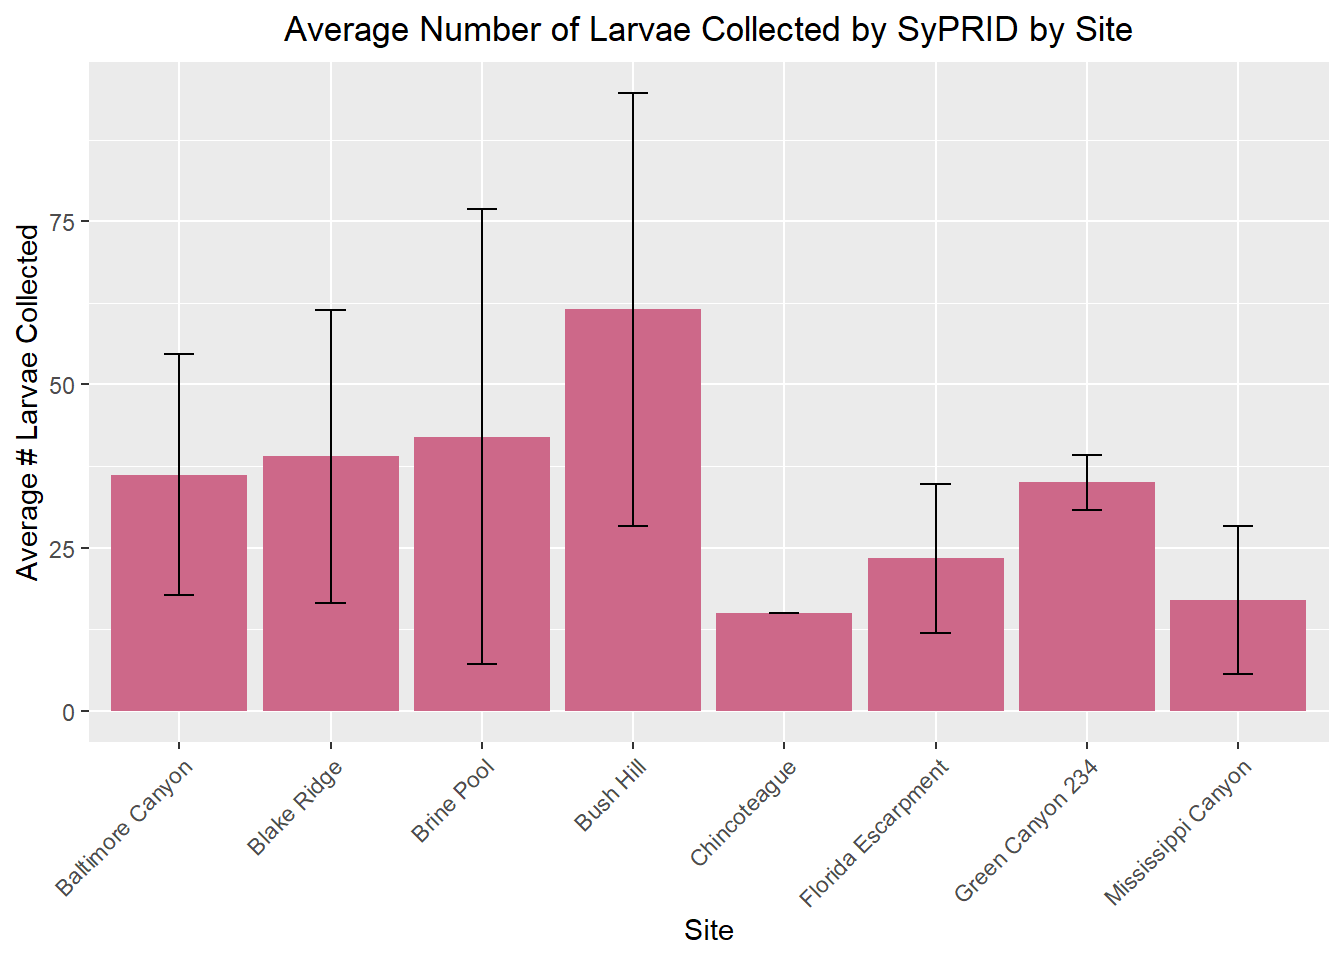 Average Number of Larvae Collected by SyPRID by Site
Average # Larvae Collected
75
50
25
0
Baltimore Canyon
Blake Ridge
Brine Pool
Bush Hill
Chincoteague
Florida Escarpment
Green Canyon 234
Mississippi Canyon
Site